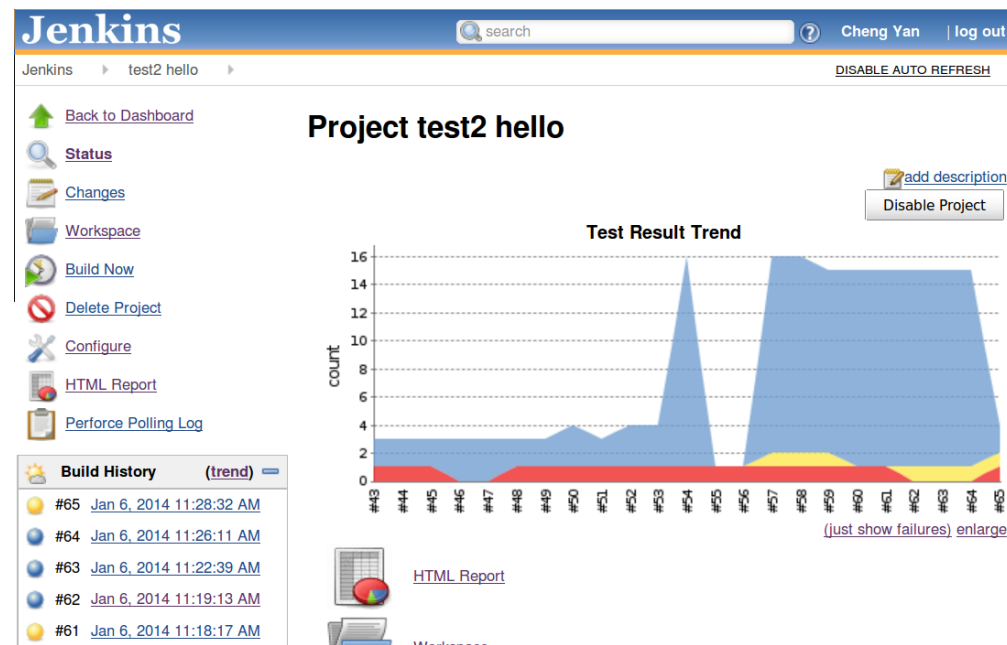 Jenkins
search
Cheng Yan | log out
Jenkins test2 hello
DISABLE AUTO REFRESH
Back to Dashboard
Status
Changes
Workspace
Build Now
Delete Project
Configure
HTML Report
Perforce Polling Log
Build History (trend)
#65 Jan 6, 2014 11:28:32 AM
#64 Jan 6, 2014 11:26:11 AM
#63 Jan 6, 2014 11:22:39 AM
#62 Jan 6, 2014 11:19:13 AM
#61 Jan 6, 2014 11:18:17 AM
Project test2 hello
add description
Disable Project
Test Result Trend
count
16
14
12
10
8
6
4
2
0
#43 #44 #45 #46 #47 #48 #49 #50 #51 #52 #53 #54 #55 #56 #57 #58 #59 #60 #61 #62 #63 #64 #65
(just show failures) enlarge
HTML Report
Workspace